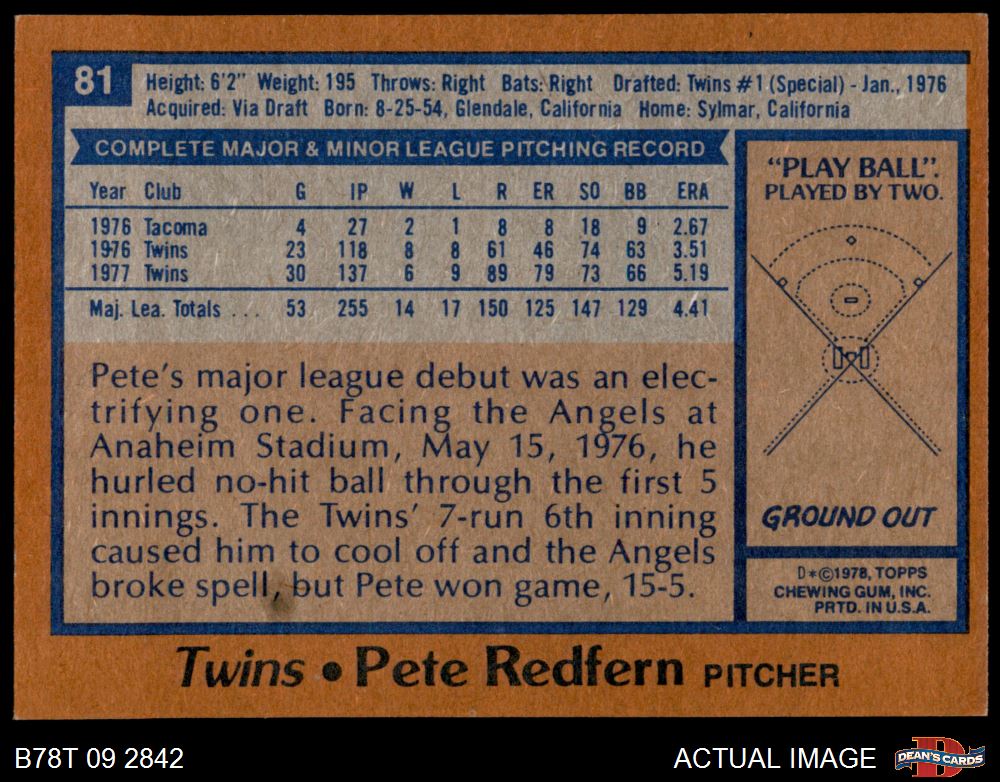 81
Height: 6'2" Weight: 195 Throws: Right Bats: Right Drafted: Twins #1 (Special) - Jan., 1976
Acquired: Via Draft Born: 8-25-54, Glendale, California Home: Sylmar, California
COMPLETE MAJOR & MINOR LEAGUE PITCHING RECORD
Year Club G IP W L R ER SO BB ERA
1976 Tacoma 4 27 2 1 8 8 18 9 2.67
1976 Twins 23 118 8 8 61 46 74 63 3.51
1977 Twins 30 137 6 9 89 79 73 66 5.19
Maj. Lea. Totals ... 53 255 14 17 150 125 147 129 4.41
Pete's major league debut was an elec-
trifying one. Facing the Angels at
Anaheim Stadium, May 15, 1976, he
hurled no-hit ball through the first 5
innings. The Twins' 7-run 6th inning
caused him to cool off and the Angels
broke spell, but Pete won game, 15-5.
"PLAY BALL".
PLAYED BY TWO.
GROUND OUT
D*©1978, TOPPS
CHEWING GUM, INC.
PRTD. IN U.S.A.
Twins • Pete Redfern PITCHER
B78T 09 2842
ACTUAL IMAGE
D
DEAN'S CARDS